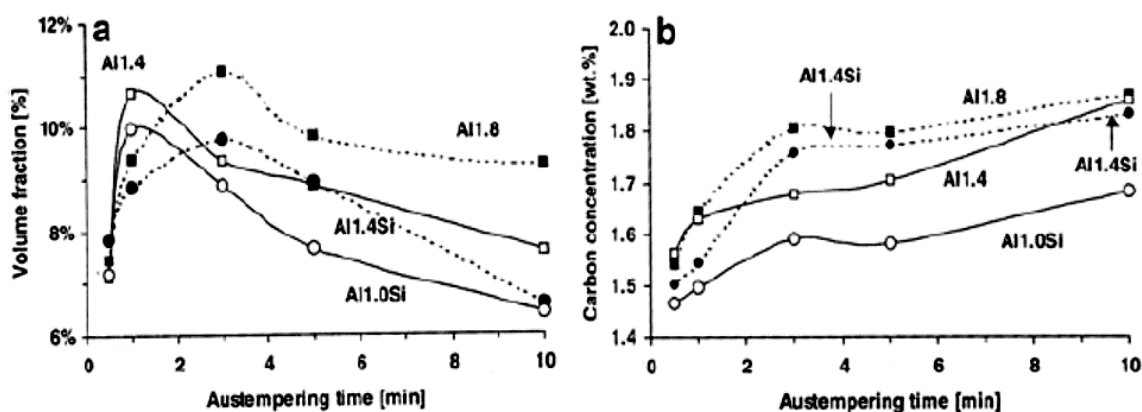 a
12%
10%
8%
6%
Volume fraction [%]
Al1.4
Al1.8
Al1.4Si
Al1.0Si
0 2 4 6 8 10
Austempering time [min]
b
2.0
1.9
1.8
1.7
1.6
1.5
1.4
Carbon concentration [wt.%]
Al1.4Si
Al1.8
Al1.4Si
Al1.4
Al1.0Si
0 2 4 6 8 10
Austempering time [min]